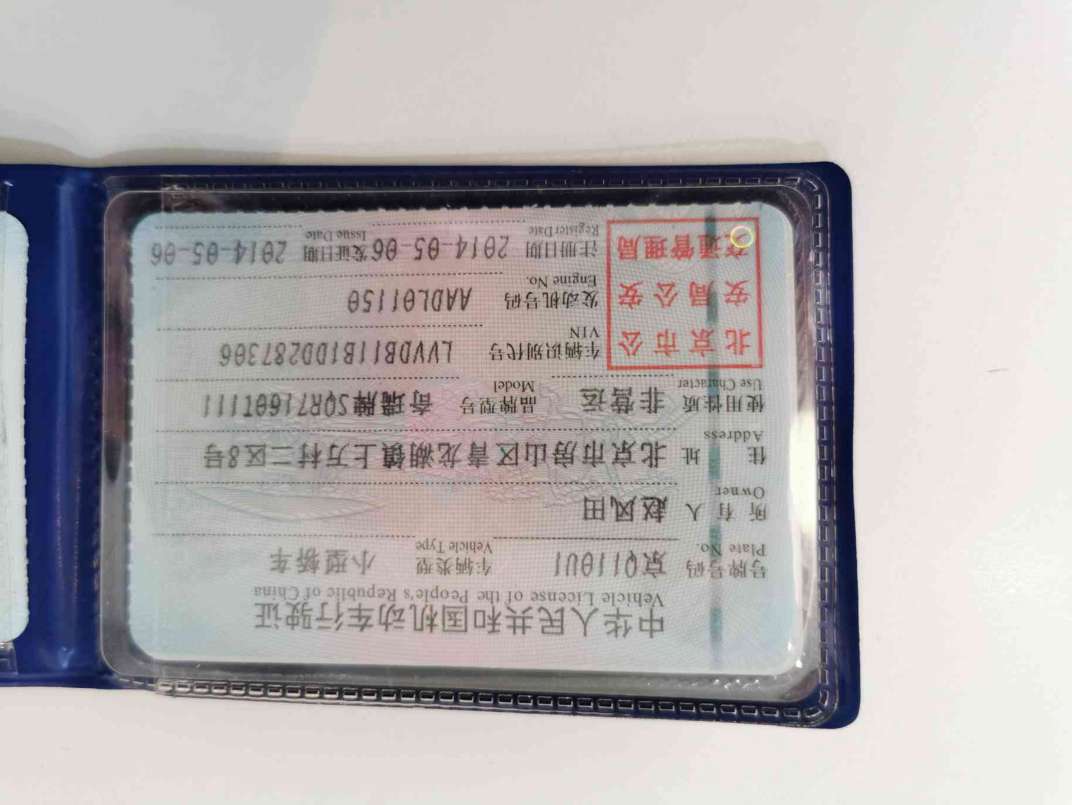 中华人民共和国机动车行驶证
Vehicle License of the People's Republic of China
号牌号码 京Q110U1 车辆类型 小型轿车
Plate No. Vehicle Type
所有人 赵风田
Owner
住址 北京市房山区青龙湖镇上万村二区8号
Address
使用性质 非营运 品牌型号 奇瑞牌SQR7160T111
Use Character Model
北京市公
安局公安
交通管理局
车辆识别代号 LVVDB11B1DD287306
VIN
发动机号码 AADL01150
Engine No.
注册日期 2014-05-06 发证日期 2014-05-06
Register Date Issue Date